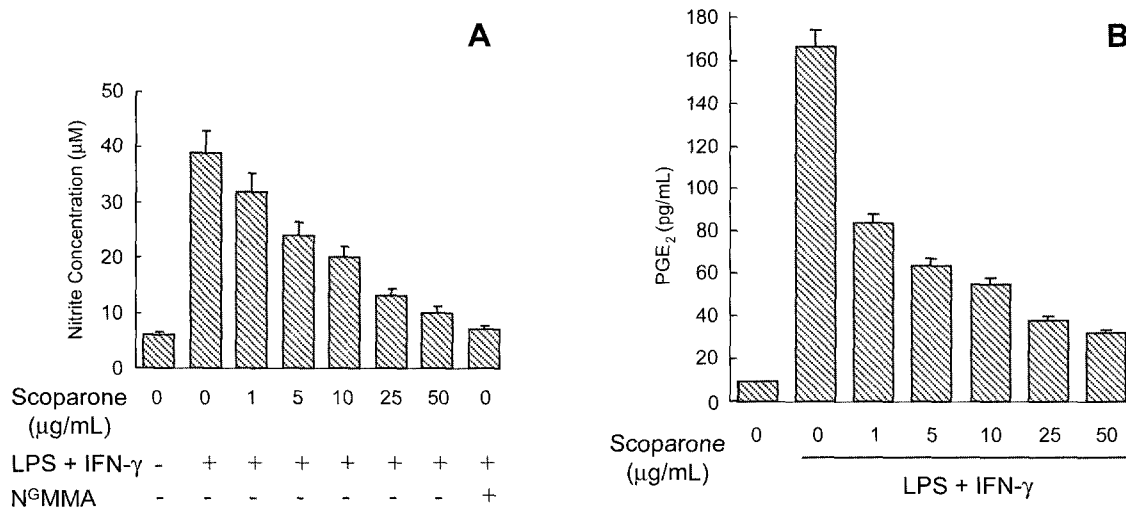 A
Nitrite Concentration (μM)
50
40
30
20
10
0
Scoparone 0 0 1 5 10 25 50 0
(μg/mL)
LPS + IFN-γ - + + + + + + +
NᴳMMA - - - - - - - +
B
PGE₂ (pg/mL)
180
160
140
120
100
80
60
40
20
0
0 0 1 5 10 25 50
Scoparone
(μg/mL)
LPS + IFN-γ